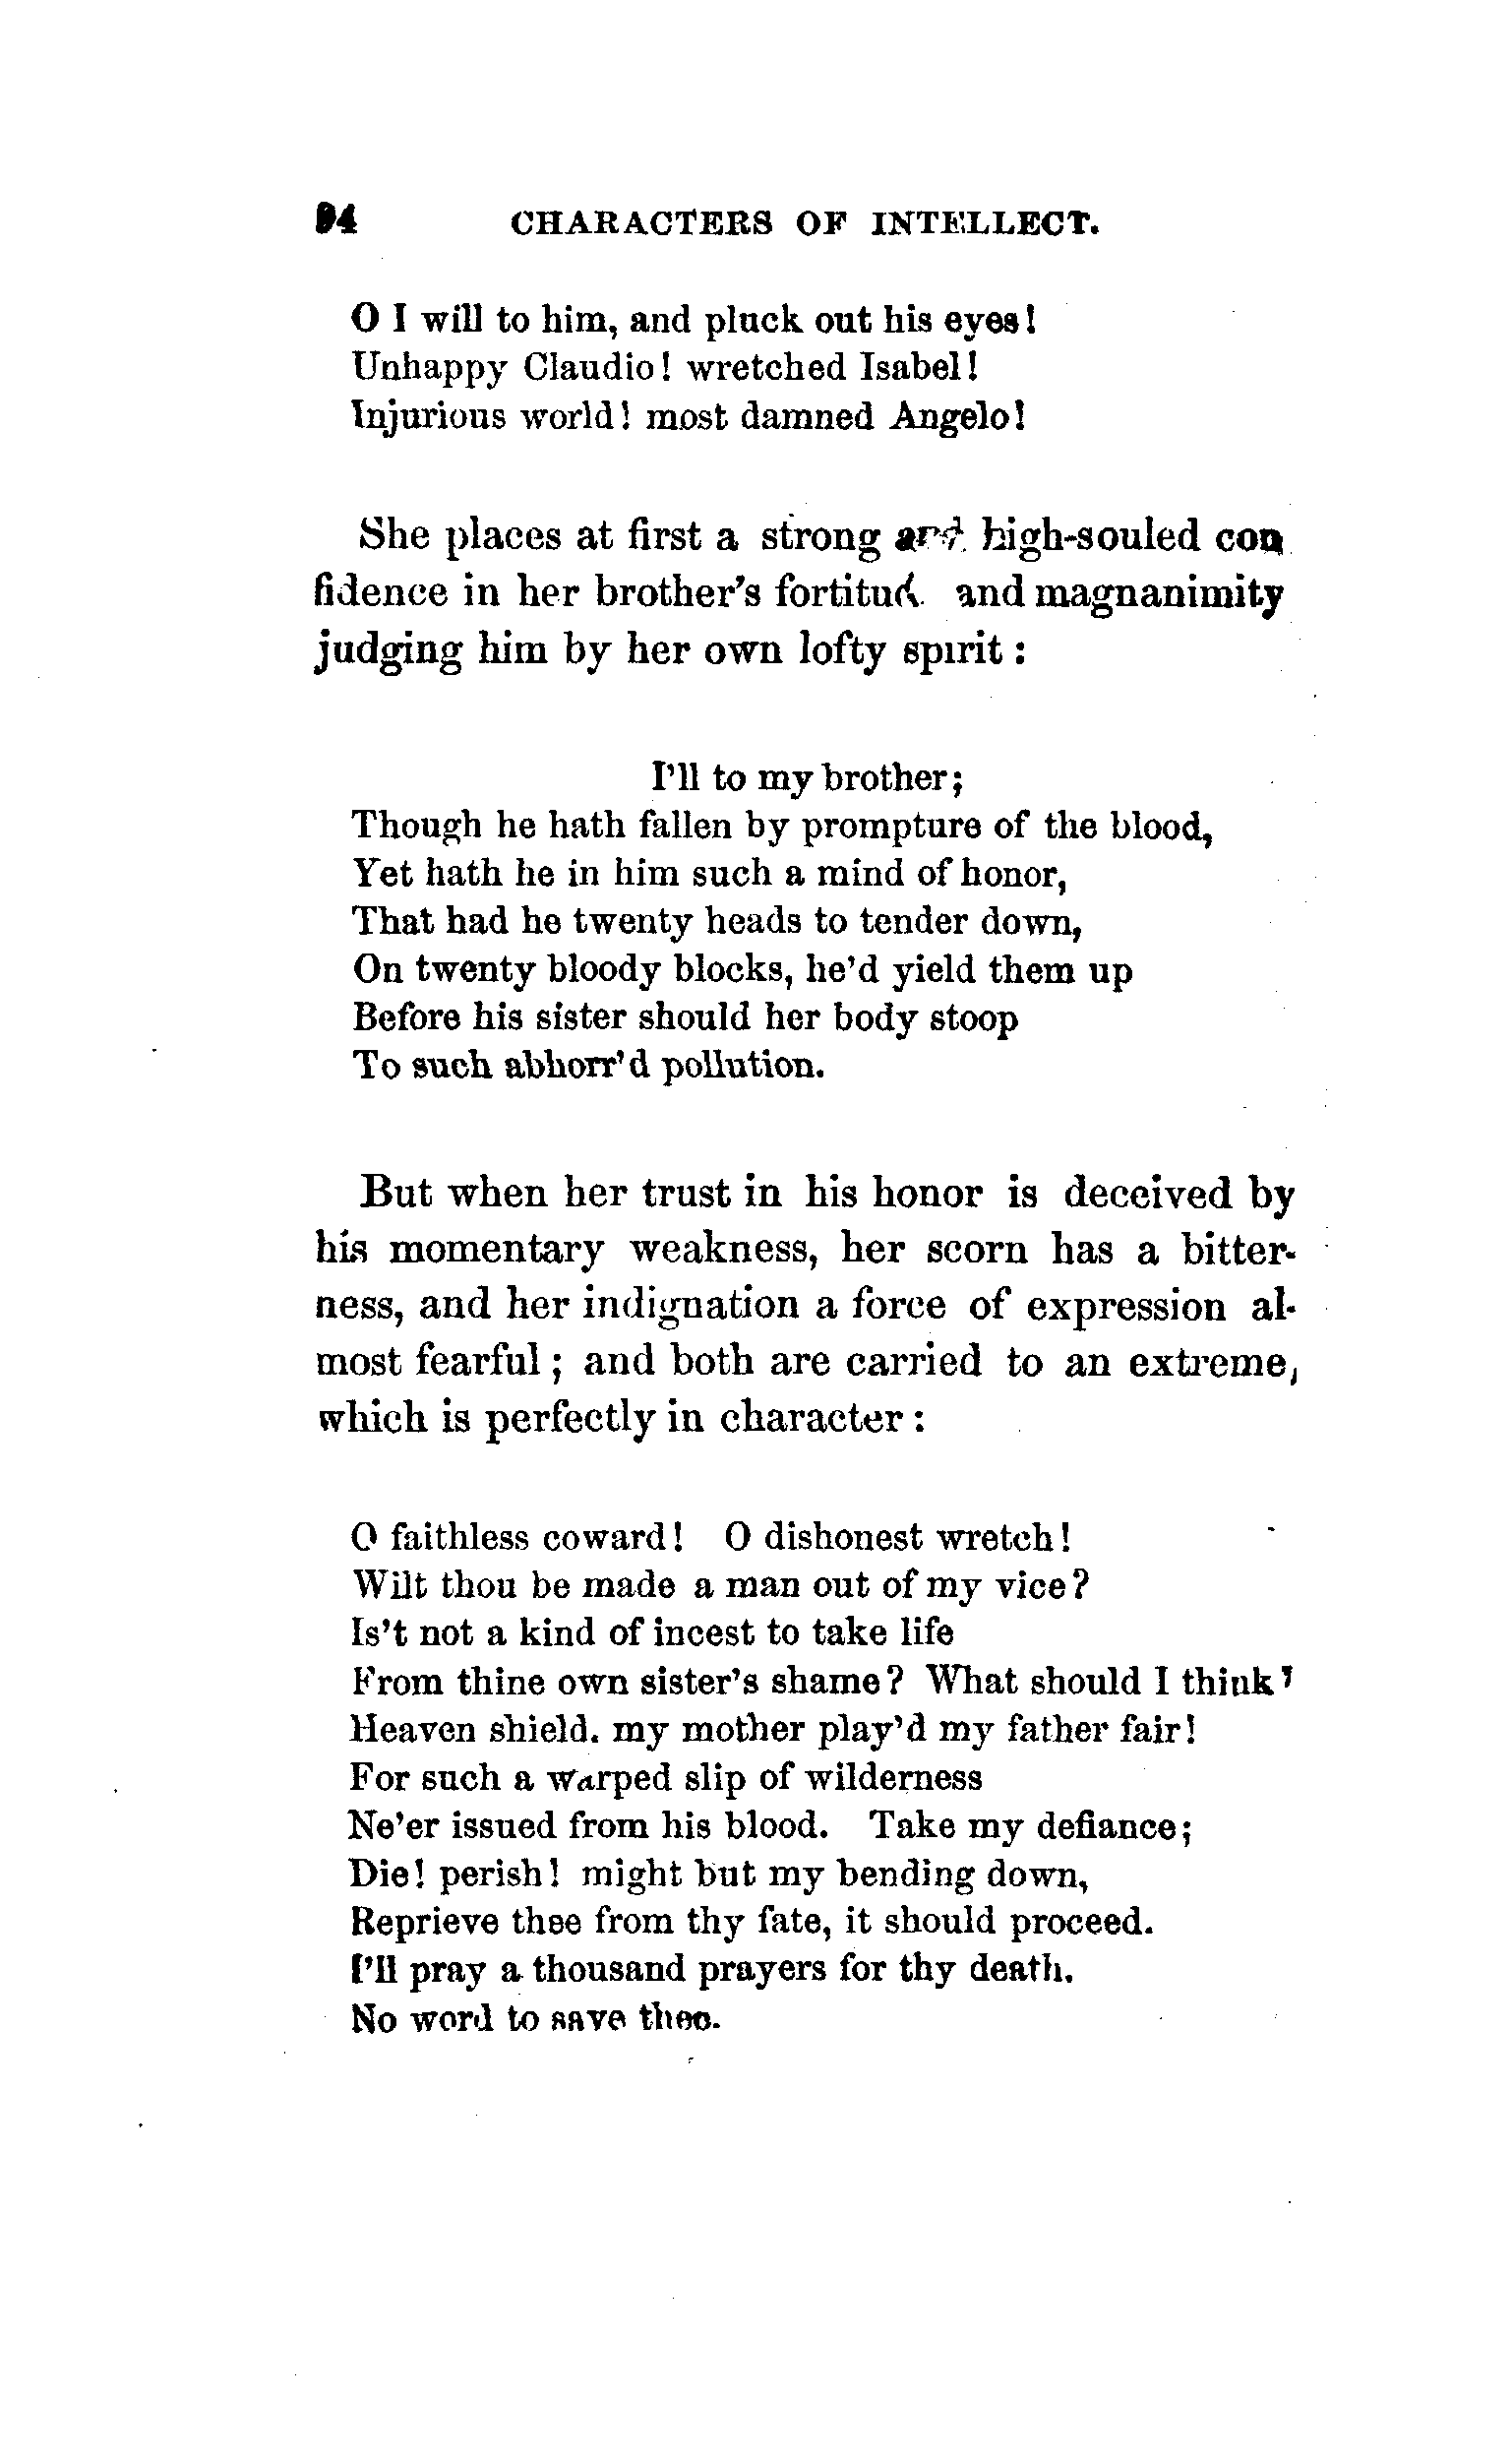 94 CHARACTERS OF INTELLECT.
O I will to him, and pluck out his eyes!
Unhappy Claudio! wretched Isabel!
Injurious world! most damned Angelo!
She places at first a strong and high-souled con
fidence in her brother's fortitud and magnanimity
judging him by her own lofty spirit:
I'll to my brother;
Though he hath fallen by prompture of the blood,
Yet hath he in him such a mind of honor,
That had he twenty heads to tender down,
On twenty bloody blocks, he'd yield them up
Before his sister should her body stoop
To such abhorr'd pollution.
But when her trust in his honor is deceived by
his momentary weakness, her scorn has a bitter-
ness, and her indignation a force of expression al-
most fearful; and both are carried to an extreme,
which is perfectly in character:
O faithless coward! O dishonest wretch!
Wilt thou be made a man out of my vice?
Is't not a kind of incest to take life
From thine own sister's shame? What should I think?
Heaven shield. my mother play'd my father fair!
For such a warped slip of wilderness
Ne'er issued from his blood. Take my defiance;
Die! perish! might but my bending down,
Reprieve thee from thy fate, it should proceed.
I'll pray a thousand prayers for thy death.
No word to save thee.